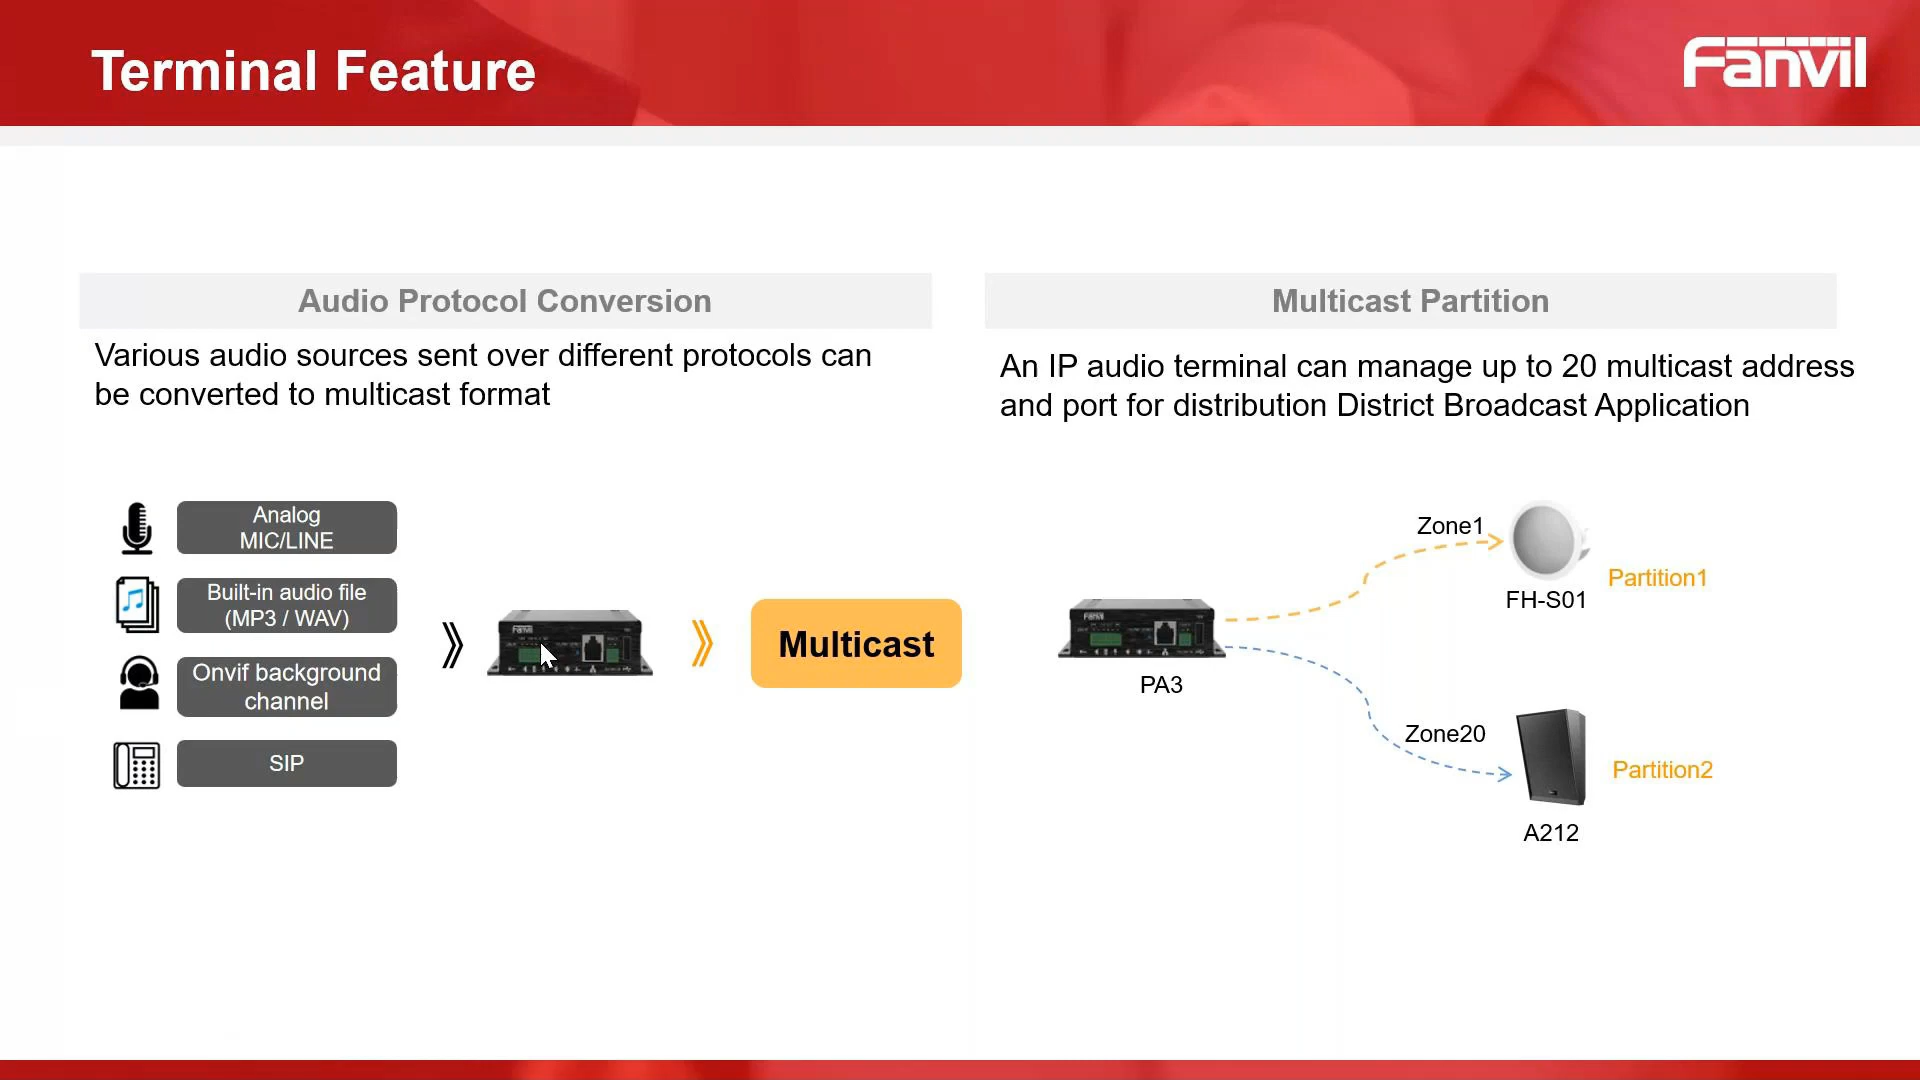 Terminal Feature
Fanvil
Audio Protocol Conversion
Various audio sources sent over different protocols can
be converted to multicast format
Analog
MIC/LINE
Built-in audio file
(MP3 / WAV)
Onvif background
channel
SIP
Fanvil
Multicast
Multicast Partition
An IP audio terminal can manage up to 20 multicast address
and port for distribution District Broadcast Application
Fanvil
PA3
Zone1
FH-S01
Partition1
Zone20
A212
Partition2